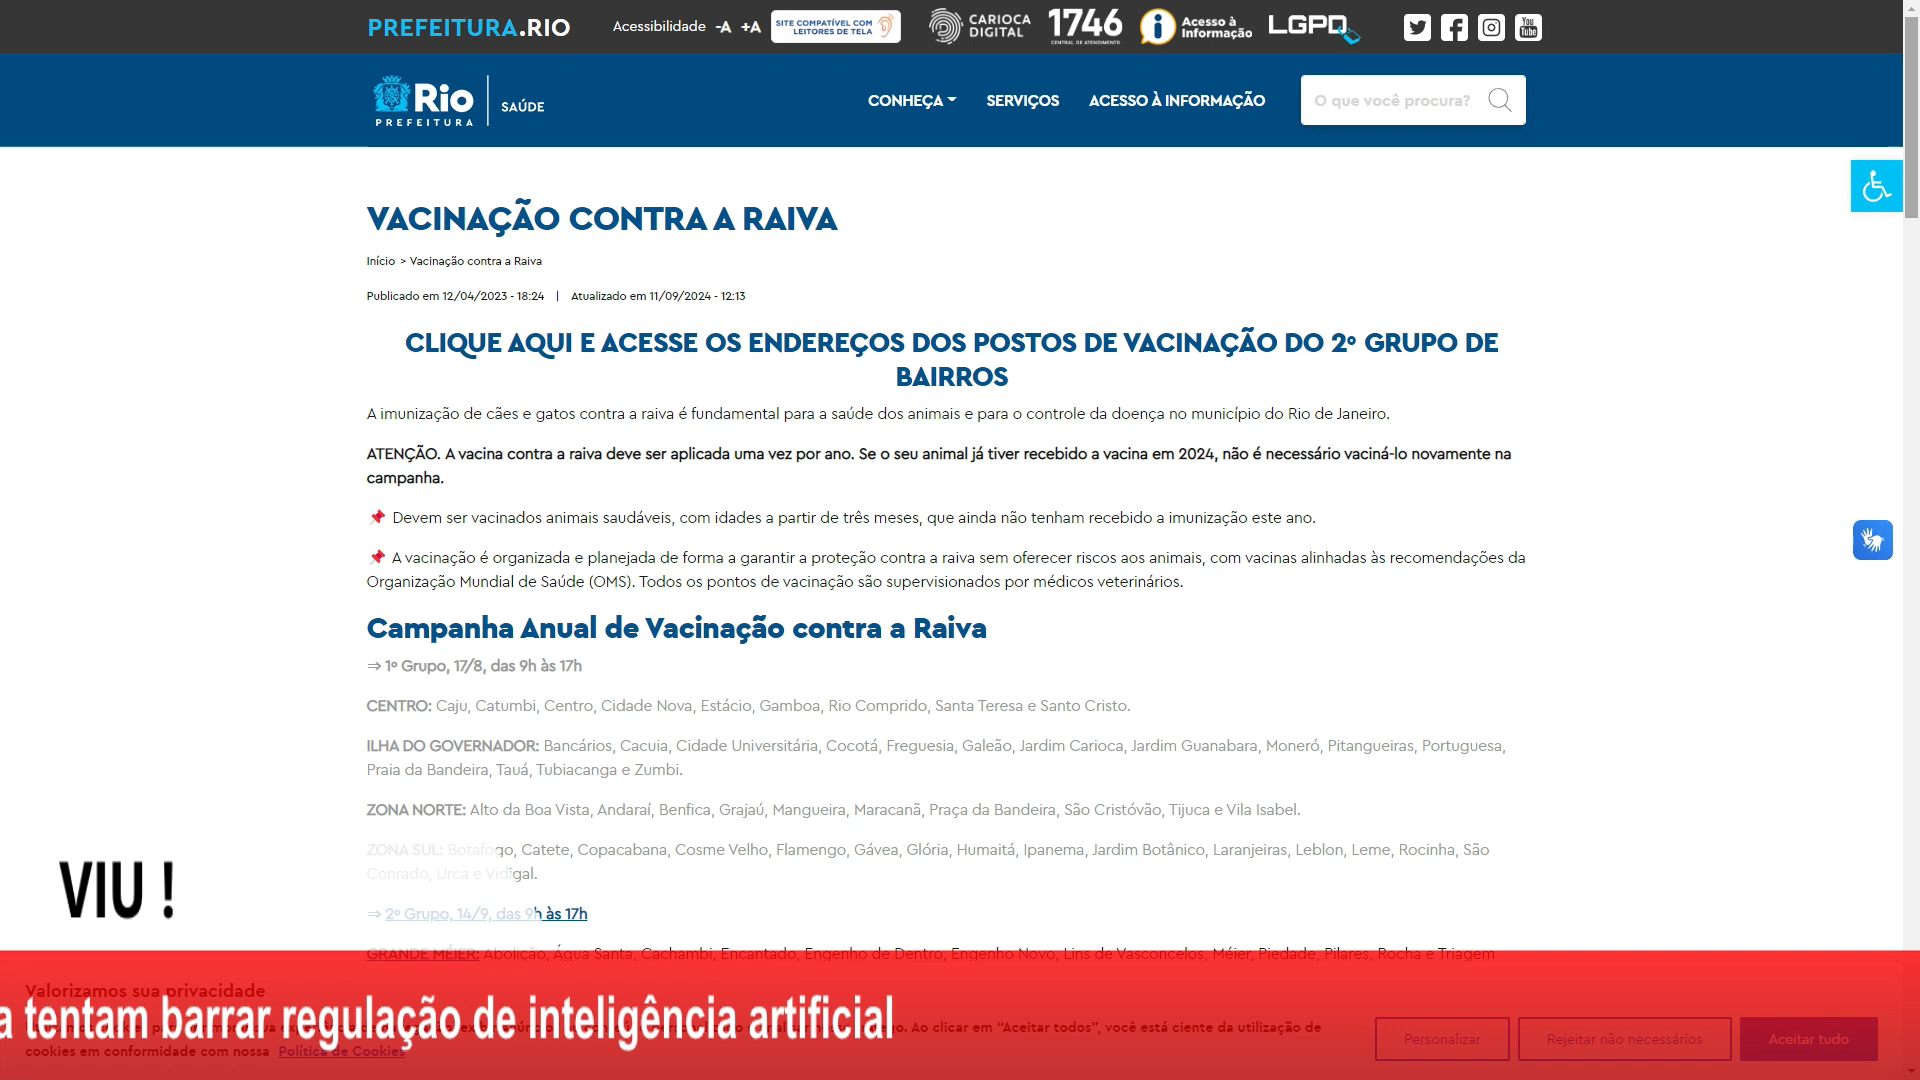 PREFEITURA.RIO
Acessibilidade -A +A
SITE COMPATÍVEL COM
LEITORES DE TELA
CARIOCA
DIGITAL
1746
CENTRAL DE ATENDIMENTO
Acesso à
Informação
LGPD
You
Tube
Rio
PREFEITURA
SAÚDE
CONHEÇA
SERVIÇOS
ACESSO À INFORMAÇÃO
O que você procura?
VACINAÇÃO CONTRA A RAIVA
Início > Vacinação contra a Raiva
Publicado em 12/04/2023 - 18:24 | Atualizado em 11/09/2024 - 12:13
CLIQUE AQUI E ACESSE OS ENDEREÇOS DOS POSTOS DE VACINAÇÃO DO 2º GRUPO DE
BAIRROS
A imunização de cães e gatos contra a raiva é fundamental para a saúde dos animais e para o controle da doença no município do Rio de Janeiro.
ATENÇÃO. A vacina contra a raiva deve ser aplicada uma vez por ano. Se o seu animal já tiver recebido a vacina em 2024, não é necessário vaciná-lo novamente na
campanha.
Devem ser vacinados animais saudáveis, com idades a partir de três meses, que ainda não tenham recebido a imunização este ano.
A vacinação é organizada e planejada de forma a garantir a proteção contra a raiva sem oferecer riscos aos animais, com vacinas alinhadas às recomendações da
Organização Mundial de Saúde (OMS). Todos os pontos de vacinação são supervisionados por médicos veterinários.
Campanha Anual de Vacinação contra a Raiva
⇒ 1º Grupo, 17/8, das 9h às 17h
CENTRO: Caju, Catumbi, Centro, Cidade Nova, Estácio, Gamboa, Rio Comprido, Santa Teresa e Santo Cristo.
ILHA DO GOVERNADOR: Bancários, Cacuia, Cidade Universitária, Cocotá, Freguesia, Galeão, Jardim Carioca, Jardim Guanabara, Moneró, Pitangueiras, Portuguesa,
Praia da Bandeira, Tauá, Tubiacanga e Zumbi.
ZONA NORTE: Alto da Boa Vista, Andaraí, Benfica, Grajaú, Mangueira, Maracanã, Praça da Bandeira, São Cristóvão, Tijuca e Vila Isabel.
ZONA SUL: Botafogo, Catete, Copacabana, Cosme Velho, Flamengo, Gávea, Glória, Humaitá, Ipanema, Jardim Botânico, Laranjeiras, Leblon, Leme, Rocinha, São
Conrado, Urca e Vidigal.
VIU !
⇒ 2º Grupo, 14/9, das 9h às 17h
GRANDE MÉIER: Abolição, Água Santa, Cachambi, Encantado, Engenho de Dentro, Engenho Novo, Lins de Vasconcelos, Méier, Piedade, Pilares, Rocha e Triagem
Valorizamos sua privacidade
a tentam barrar regulação de inteligência artificial
Ao clicar em “Aceitar todos”, você está ciente da utilização de
cookies em conformidade com nossa Política de Cookies
Personalizar
Rejeitar não necessários
Aceitar tudo